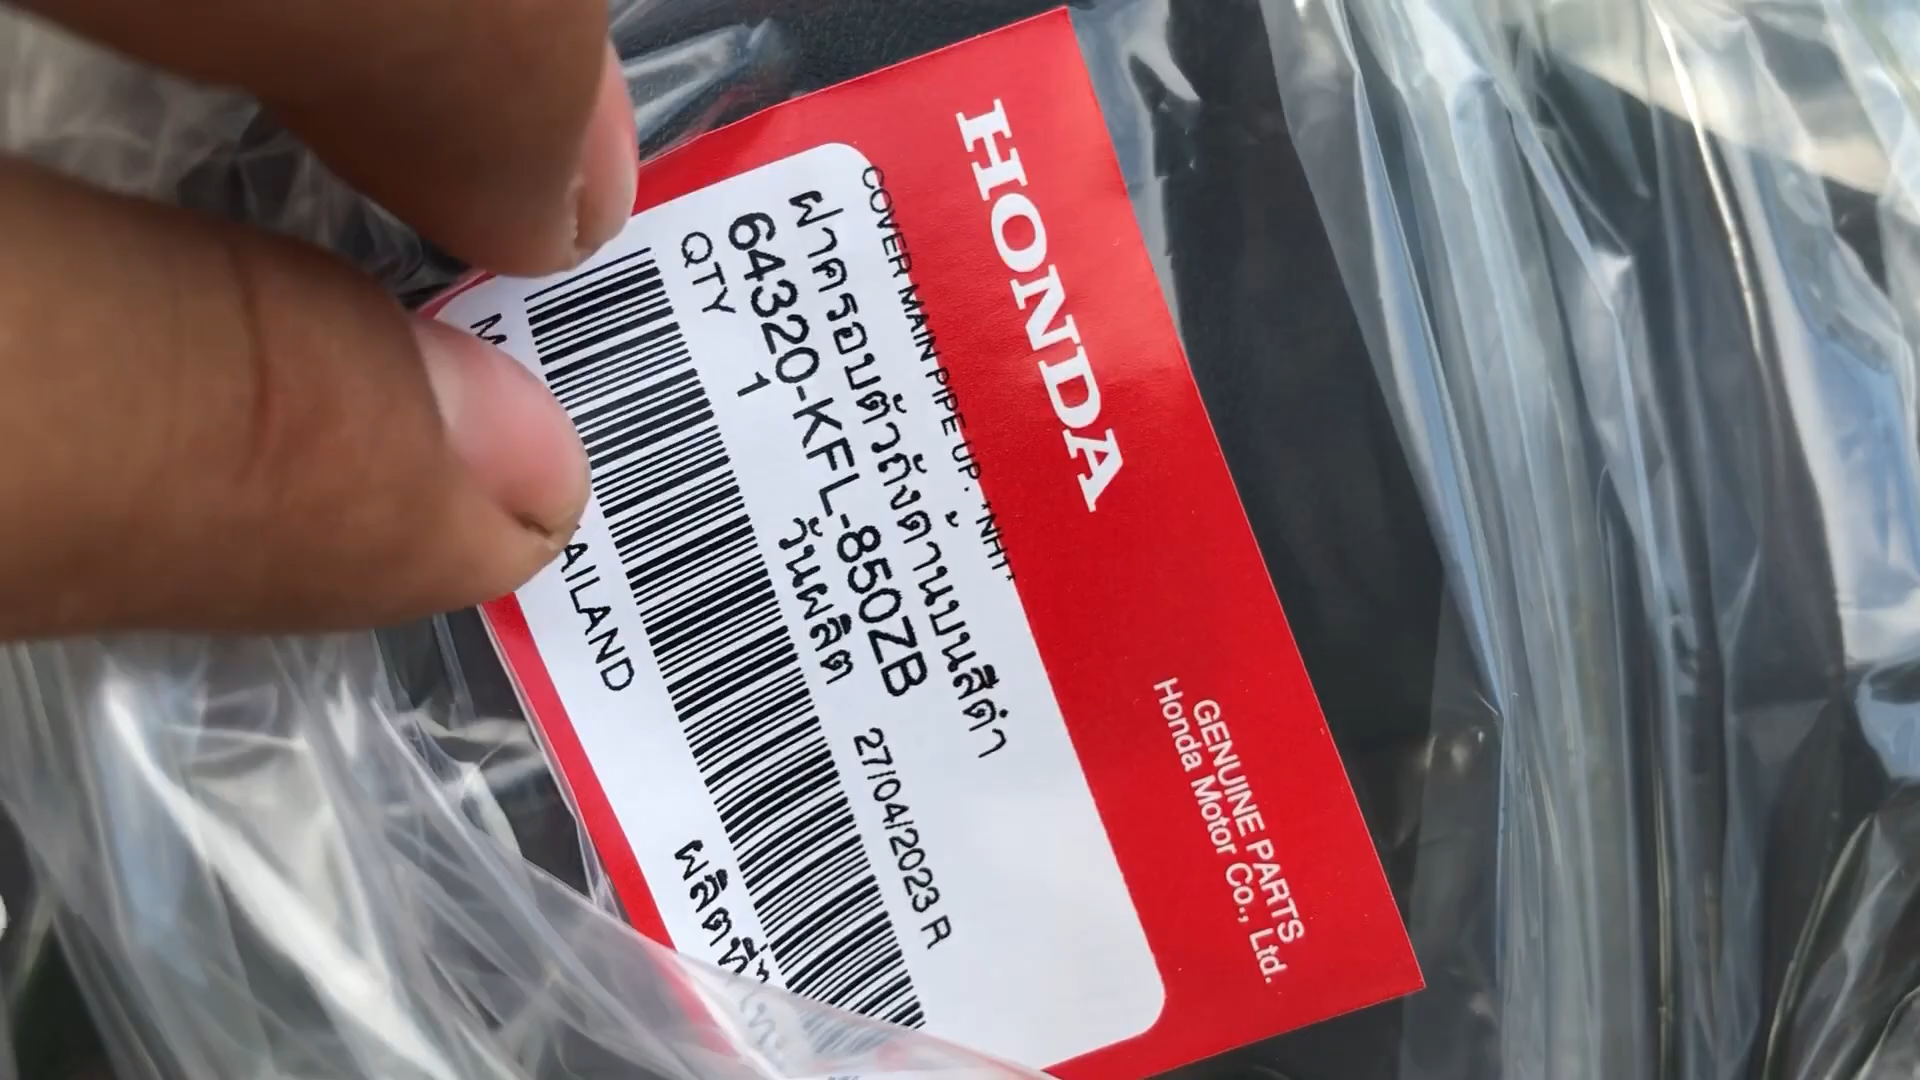 HONDA
GENUINE PARTS
Honda Motor Co., Ltd.
COVER MAIN PIPE UP.
ฝาครอบตัวถังด้านบนสีดำ
64320-KFL-850ZB
QTY 1 วันผลิต 27/04/2023 R